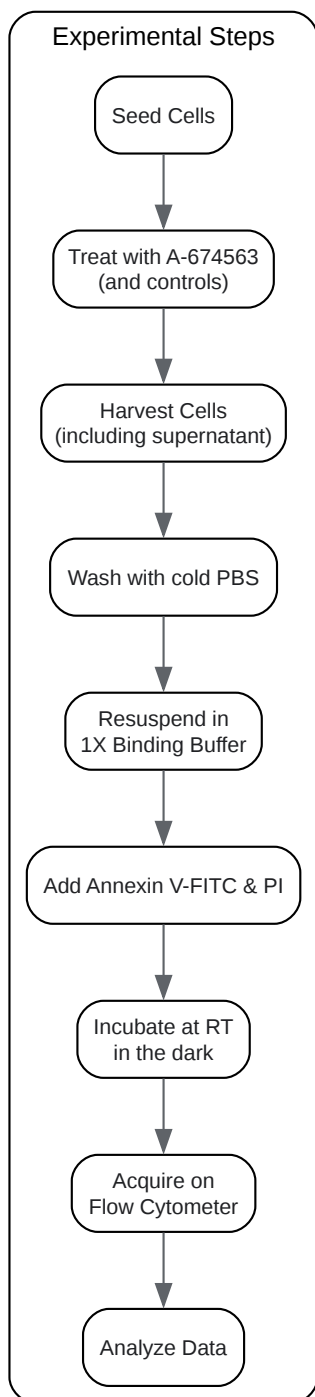 Experimental Steps
Seed Cells
Treat with A-674563
(and controls)
Harvest Cells
(including supernatant)
Wash with cold PBS
Resuspend in
1X Binding Buffer
Add Annexin V-FITC & PI
Incubate at RT
in the dark
Acquire on
Flow Cytometer
Analyze Data